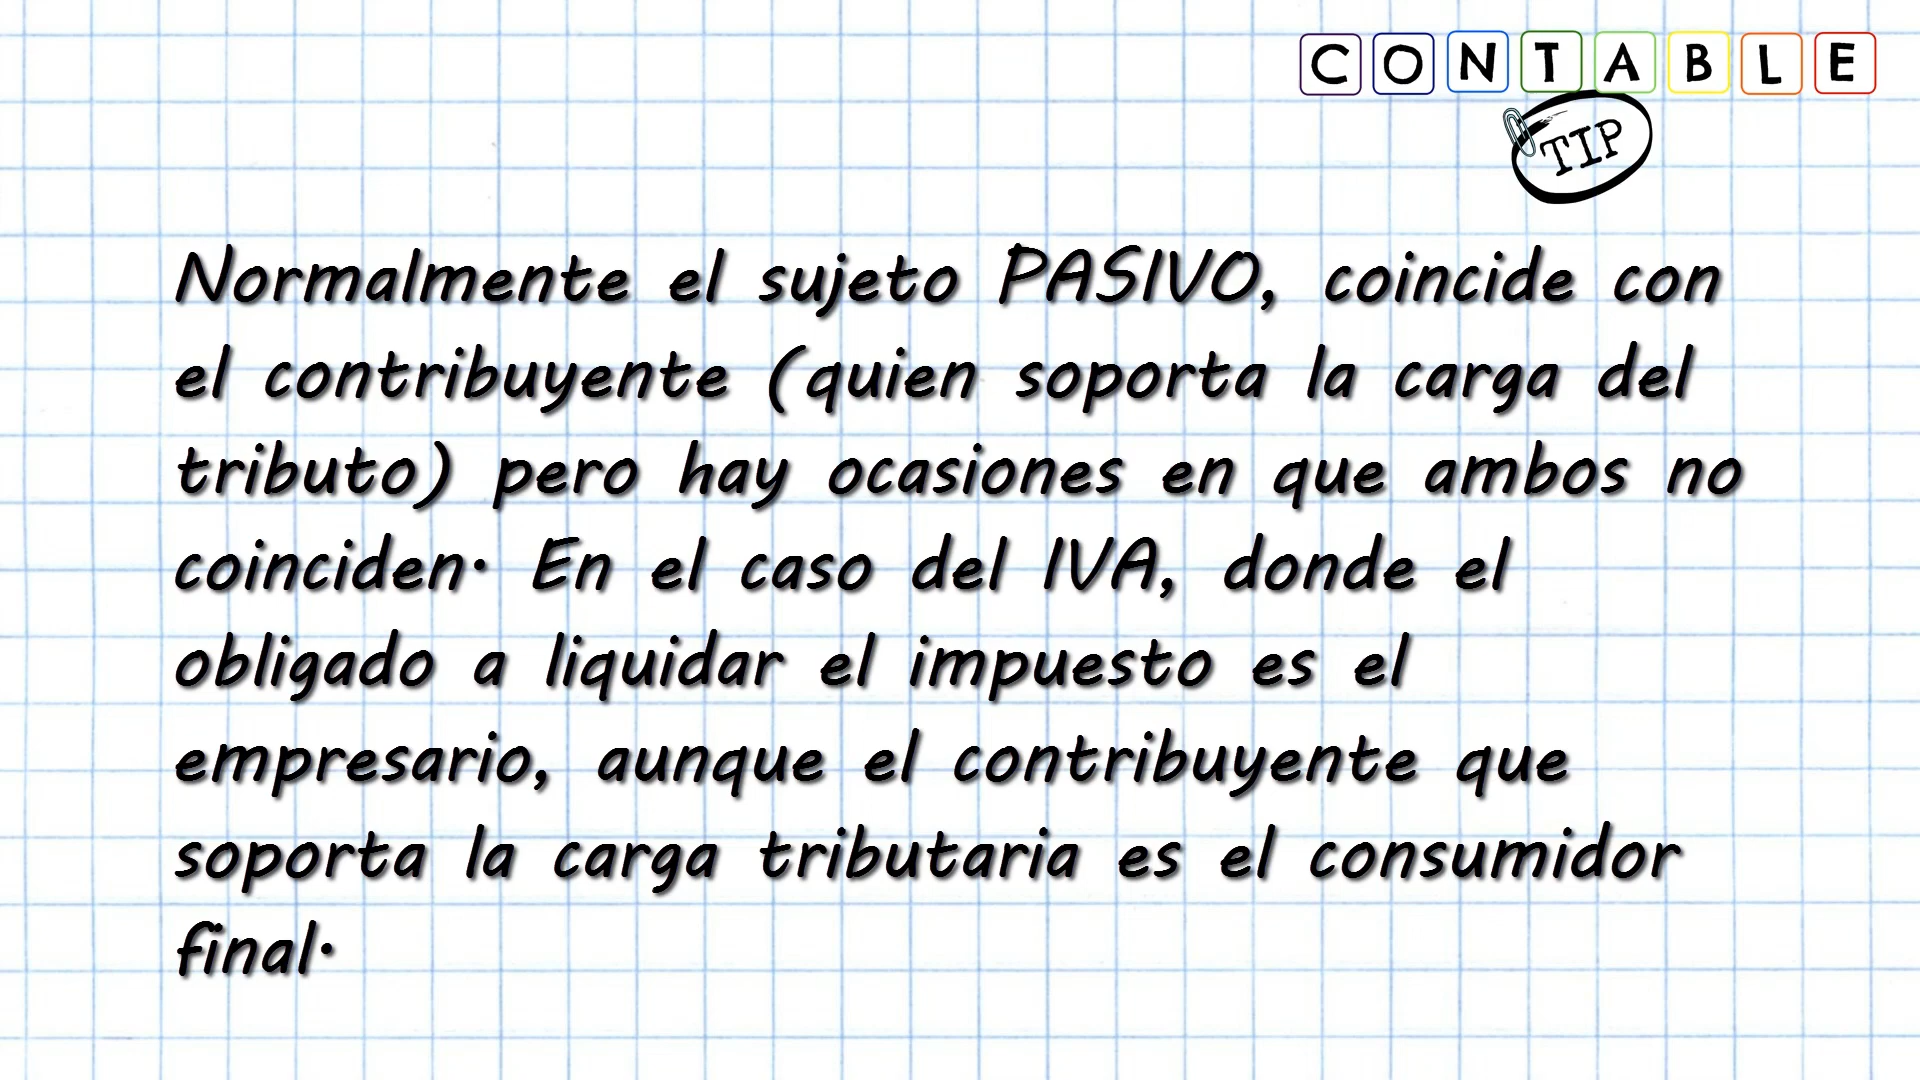 CONTABLE
TIP
Normalmente el sujeto PASIVO, coincide con
el contribuyente (quien soporta la carga del
tributo) pero hay ocasiones en que ambos no
coinciden. En el caso del IVA, donde el
obligado a liquidar el impuesto es el
empresario, aunque el contribuyente que
soporta la carga tributaria es el consumidor
final.